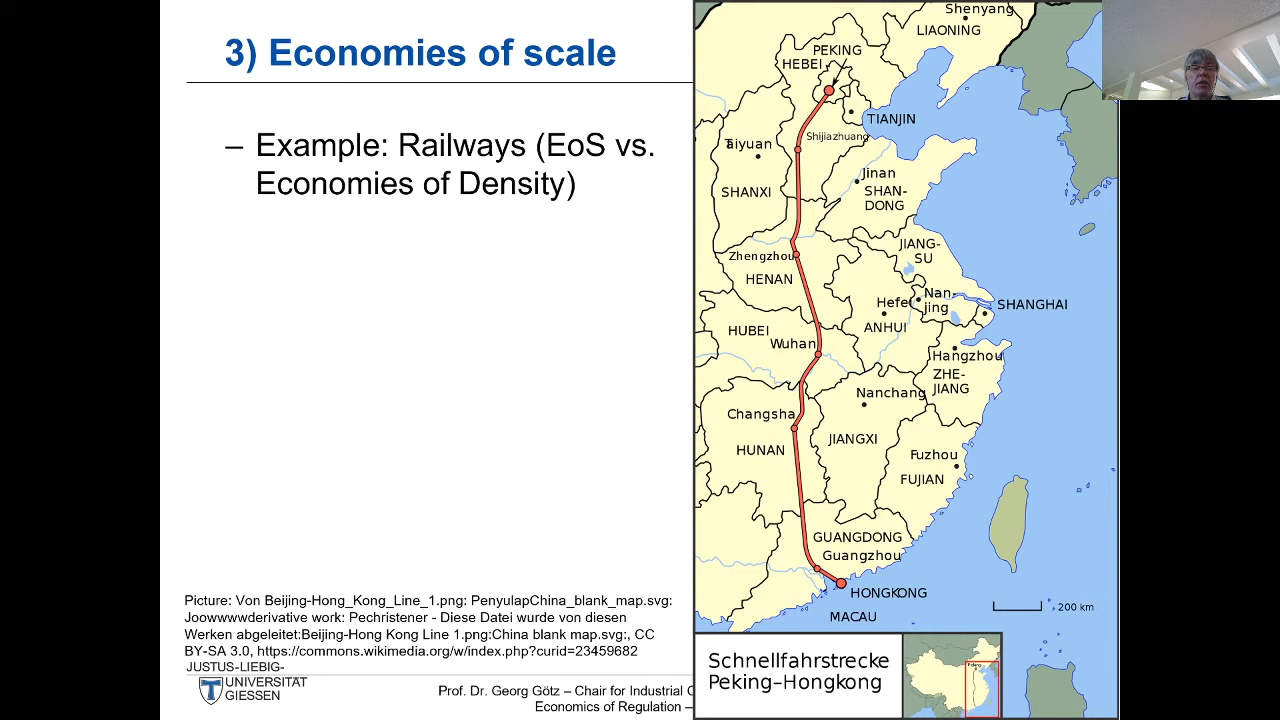 3) Economies of scale
– Example: Railways (EoS vs.
Economies of Density)
Picture: Von Beijing-Hong_Kong_Line_1.png: PenyulapChina_blank_map.svg:
Joowwwwderivative work: Pechristener - Diese Datei wurde von diesen
Werken abgeleitet:Beijing-Hong Kong Line 1.png:China blank map.svg:, CC
BY-SA 3.0, https://commons.wikimedia.org/w/index.php?curid=23459682
JUSTUS-LIEBIG-
UNIVERSITÄT
GIESSEN
Prof. Dr. Georg Götz – Chair for Industrial
Economics of Regulation –
Shenyang
LIAONING
PEKING
HEBEI
TIANJIN
Shijiazhuang
Taiyuan
Jinan
SHANXI
SHAN-
DONG
JIANG-
SU
Zhengzhou
HENAN
Hefei
Nan-
jing
SHANGHAI
ANHUI
HUBEI
Wuhan
Hangzhou
ZHE-
JIANG
Nanchang
Changsha
JIANGXI
HUNAN
Fuzhou
FUJIAN
GUANGDONG
Guangzhou
HONGKONG
MACAU
200 km
Schnellfahrstrecke
Peking–Hongkong